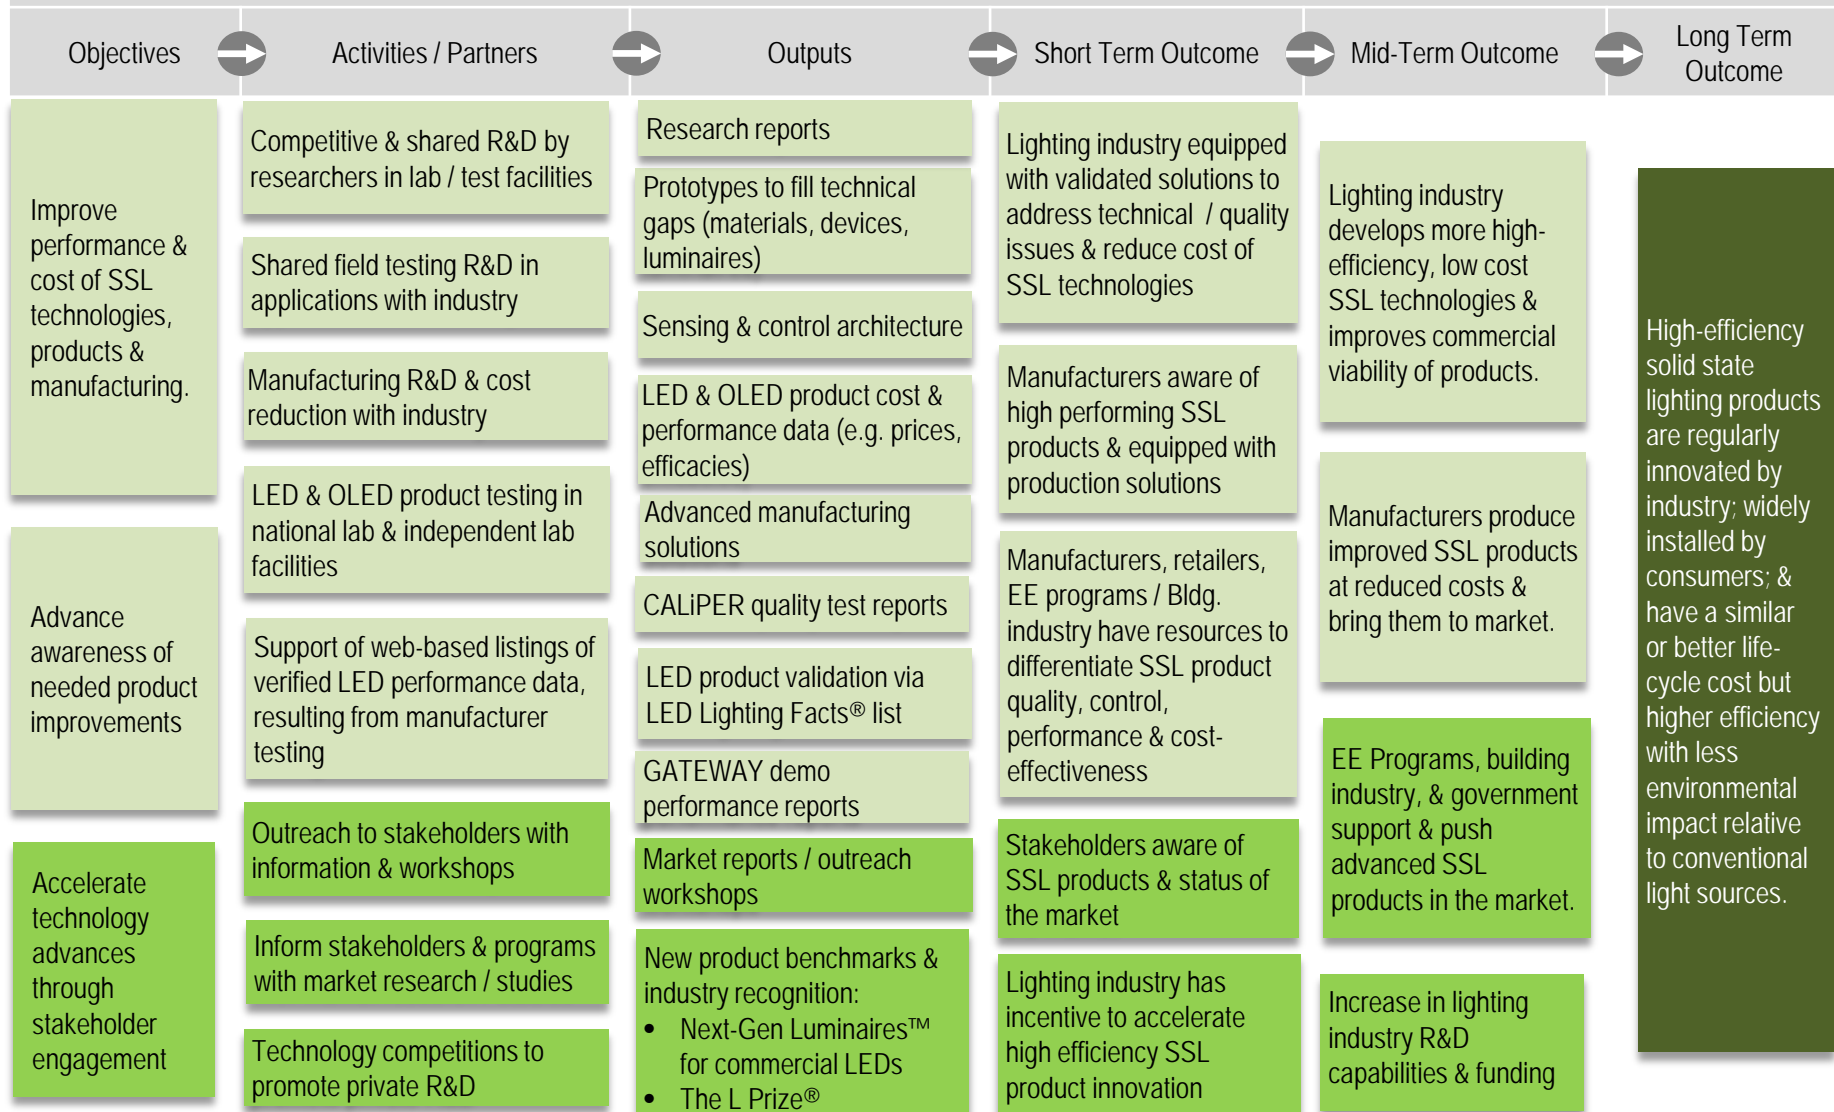 Objectives
Activities / Partners
Outputs
Short Term Outcome
Mid-Term Outcome
Long Term
Outcome
Improve
performance &
cost of SSL
technologies,
products &
manufacturing.
Advance
awareness of
needed product
improvements
Accelerate
technology
advances
through
stakeholder
engagement
Competitive & shared R&D by
researchers in lab / test facilities
Shared field testing R&D in
applications with industry
Manufacturing R&D & cost
reduction with industry
LED & OLED product testing in
national lab & independent lab
facilities
Support of web-based listings of
verified LED performance data,
resulting from manufacturer
testing
Outreach to stakeholders with
information & workshops
Inform stakeholders & programs
with market research / studies
Technology competitions to
promote private R&D
Research reports
Prototypes to fill technical
gaps (materials, devices,
luminaires)
Sensing & control architecture
LED & OLED product cost &
performance data (e.g. prices,
efficacies)
Advanced manufacturing
solutions
CALiPER quality test reports
LED product validation via
LED Lighting Facts® list
GATEWAY demo
performance reports
Market reports / outreach
workshops
New product benchmarks &
industry recognition:
• Next-Gen Luminaires™
for commercial LEDs
• The L Prize®
Lighting industry equipped
with validated solutions to
address technical / quality
issues & reduce cost of
SSL technologies
Manufacturers aware of
high performing SSL
products & equipped with
production solutions
Manufacturers, retailers,
EE programs / Bldg.
industry have resources to
differentiate SSL product
quality, control,
performance & cost-
effectiveness
Stakeholders aware of
SSL products & status of
the market
Lighting industry has
incentive to accelerate
high efficiency SSL
product innovation
Lighting industry
develops more high-
efficiency, low cost
SSL technologies &
improves commercial
viability of products.
Manufacturers produce
improved SSL products
at reduced costs &
bring them to market.
EE Programs, building
industry, & government
support & push
advanced SSL
products in the market.
Increase in lighting
industry R&D
capabilities & funding
High-efficiency
solid state
lighting products
are regularly
innovated by
industry; widely
installed by
consumers; &
have a similar
or better life-
cycle cost but
higher efficiency
with less
environmental
impact relative
to conventional
light sources.